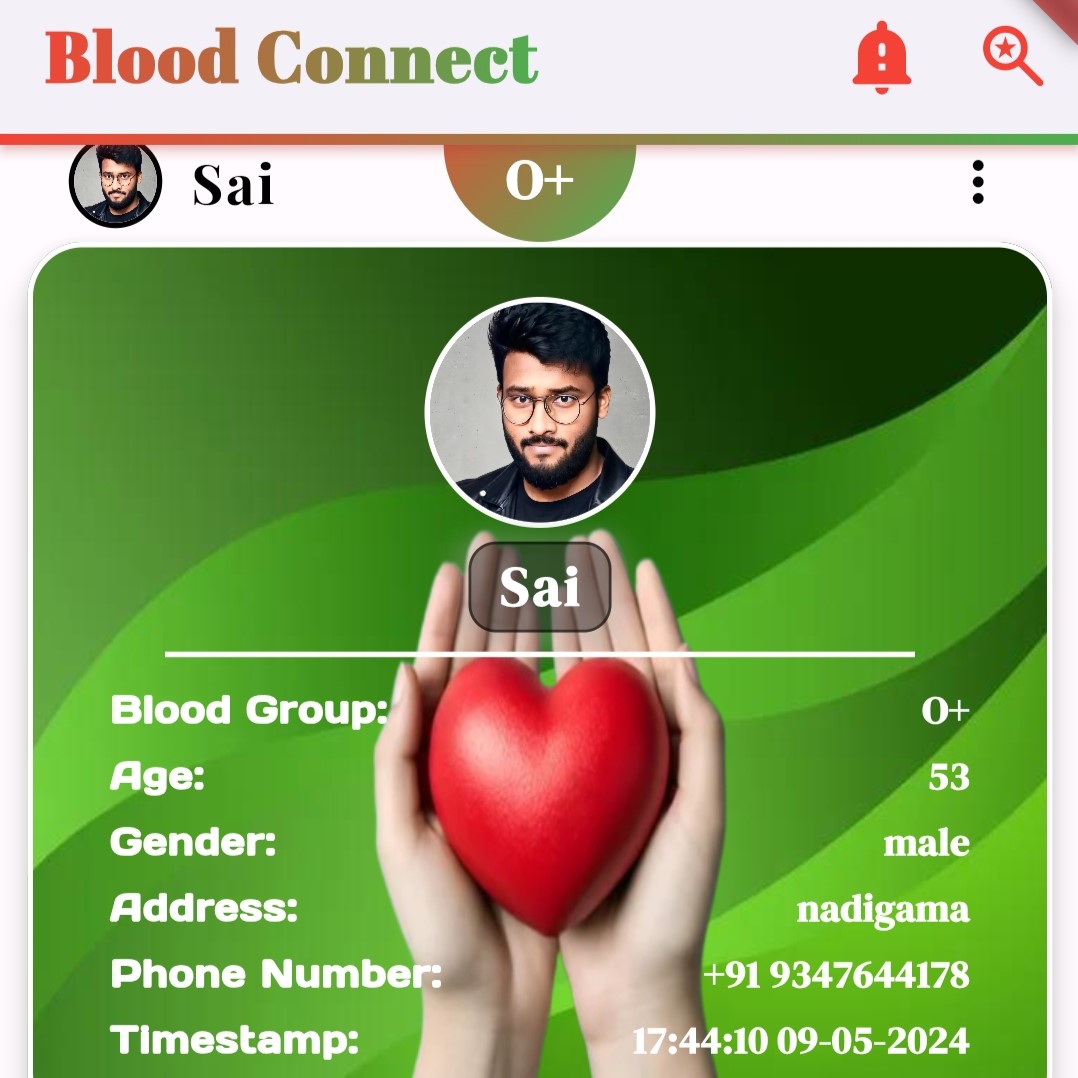 Blood Connect
Sai O+
Sai
Blood Group: O+
Age: 53
Gender: male
Address: nadigama
Phone Number: +91 9347644178
Timestamp: 17:44:10 09-05-2024